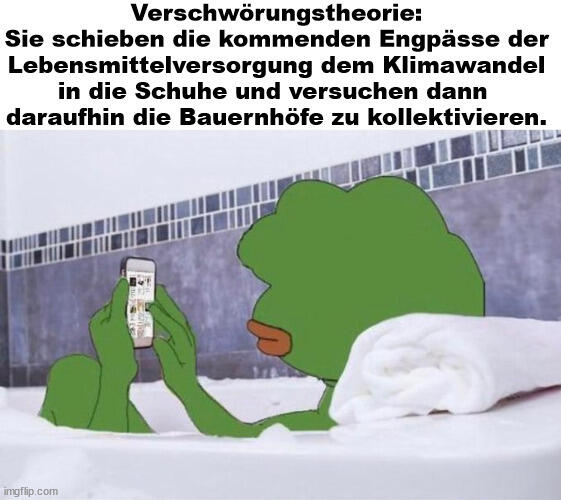 Verschwörungstheorie:
Sie schieben die kommenden Engpässe der
Lebensmittelversorgung dem Klimawandel
in die Schuhe und versuchen dann
daraufhin die Bauernhöfe zu kollektivieren.
imgflip.com